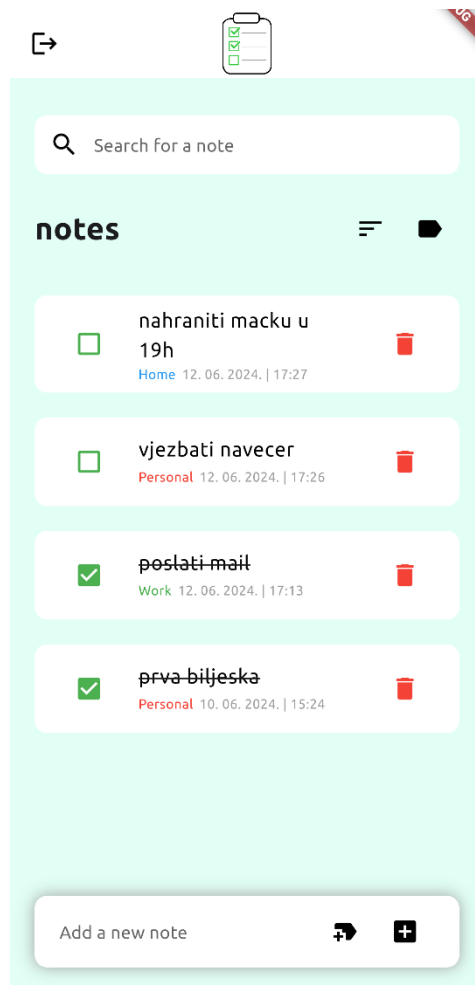 Search for a note
notes
nahraniti macku u
19h
Home 12. 06. 2024. | 17:27
vjezbati navecer
Personal 12. 06. 2024. | 17:26
poslati mail
Work 12. 06. 2024. | 17:13
prva biljeska
Personal 10. 06. 2024. | 15:24
Add a new note